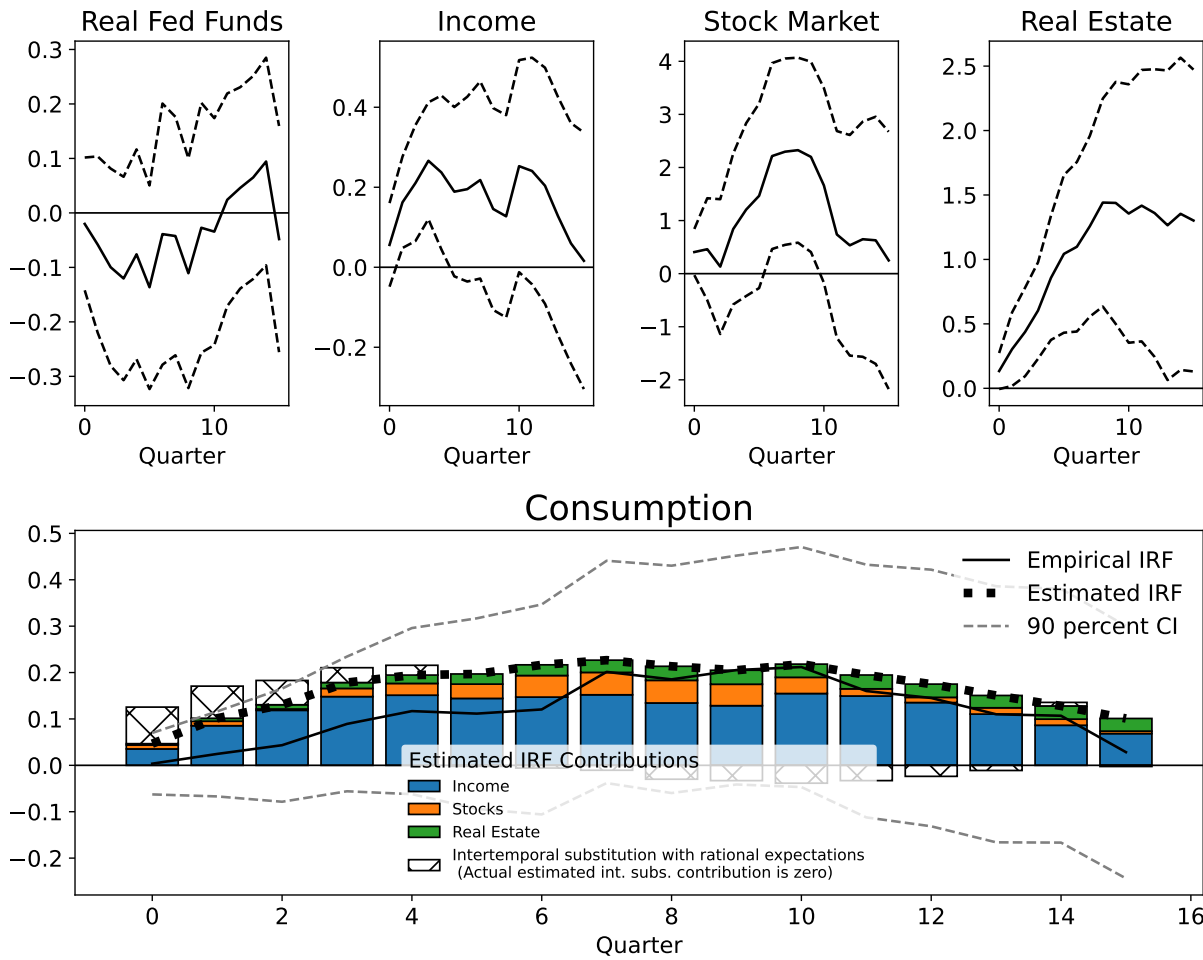 Real Fed Funds
Income
Stock Market
Real Estate
0.3
0.2
0.1
0.0
−0.1
−0.2
−0.3
0.4
0.2
0.0
−0.2
4
3
2
1
0
−1
−2
2.5
2.0
1.5
1.0
0.5
0.0
0 10
0 10
0 10
0 10
Quarter
Quarter
Quarter
Quarter
Consumption
0.5
0.4
0.3
0.2
0.1
0.0
−0.1
−0.2
Empirical IRF
Estimated IRF
90 percent CI
Estimated IRF Contributions
Income
Stocks
Real Estate
Intertemporal substitution with rational expectations
(Actual estimated int. subs. contribution is zero)
0 2 4 6 8 10 12 14 16
Quarter